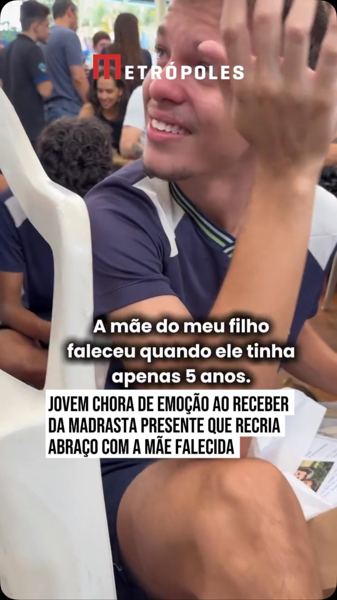 METRÓPOLES
A mãe do meu filho
faleceu quando ele tinha
apenas 5 anos.
JOVEM CHORA DE EMOÇÃO AO RECEBER
DA MADRASTA PRESENTE QUE RECRIA
ABRAÇO COM A MÃE FALECIDA